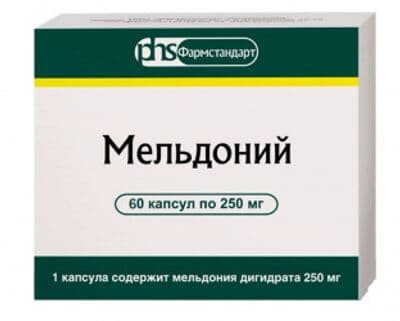 phs Фармстандарт
Мельдоний
60 капсул по 250 мг
1 капсула содержит мельдония дигидрата 250 мг